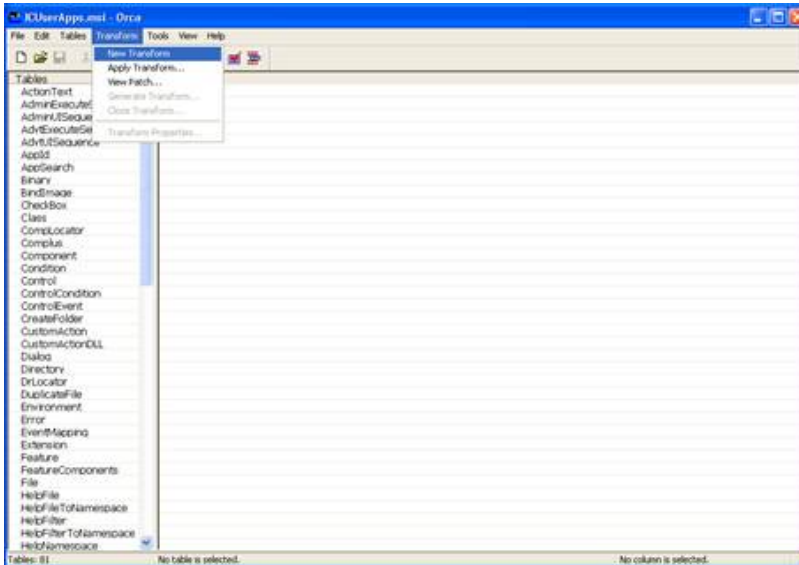 ICUserApps.msi - Orca
File Edit Tables Transform Tools View Help
New Transform
Apply Transform...
View Patch...
Generate Transform...
Close Transform...
Transform Properties...
Tables
ActionText
AdminExecuteS
AdminUISeque
AdvtExecuteSe
AdvtUISequence
AppId
AppSearch
Binary
BindImage
CheckBox
Class
CompLocator
Complus
Component
Condition
Control
ControlCondition
ControlEvent
CreateFolder
CustomAction
CustomActionDLL
Dialog
Directory
DrLocator
DuplicateFile
Environment
Error
EventMapping
Extension
Feature
FeatureComponents
File
HelpFile
HelpFileToNamespace
HelpFilter
HelpFilterToNamespace
HelpNamespace
Tables: 81 No table is selected. No column is selected.